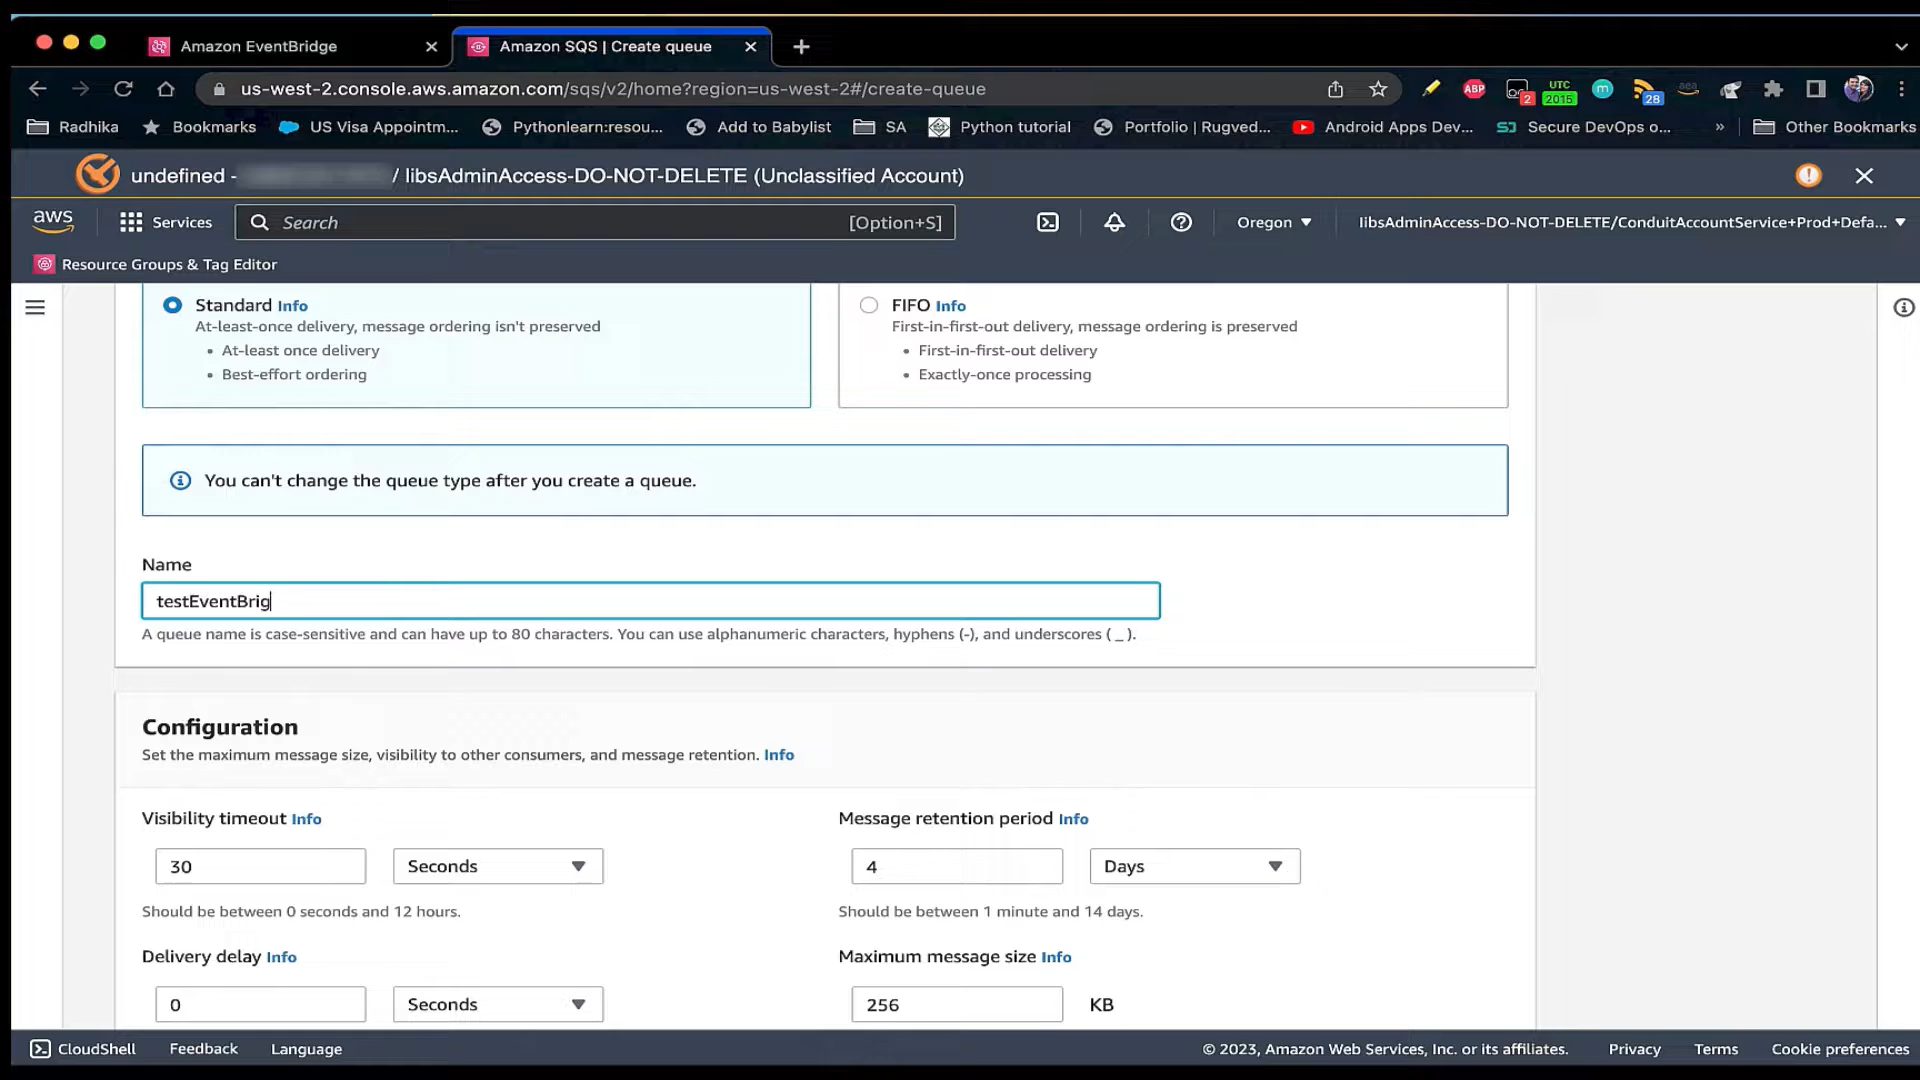 Amazon EventBridge
Amazon SQS | Create queue
us-west-2.console.aws.amazon.com/sqs/v2/home?region=us-west-2#/create-queue
ABP
2
UTC
2015
m
28
aea
Radhika
Bookmarks
US Visa Appointm...
Pythonlearn:resou...
Add to Babylist
SA
Python tutorial
Portfolio | Rugved...
Android Apps Dev...
Secure DevOps o...
»
Other Bookmarks
undefined - / libsAdminAccess-DO-NOT-DELETE (Unclassified Account)
aws
Services
Search
[Option+S]
Oregon
libsAdminAccess-DO-NOT-DELETE/ConduitAccountService+Prod+Defa...
Resource Groups & Tag Editor
Standard Info
At-least-once delivery, message ordering isn't preserved
• At-least once delivery
• Best-effort ordering
FIFO Info
First-in-first-out delivery, message ordering is preserved
• First-in-first-out delivery
• Exactly-once processing
You can't change the queue type after you create a queue.
Name
testEventBrig
A queue name is case-sensitive and can have up to 80 characters. You can use alphanumeric characters, hyphens (-), and underscores ( _ ).
Configuration
Set the maximum message size, visibility to other consumers, and message retention. Info
Visibility timeout Info
30
Seconds
Should be between 0 seconds and 12 hours.
Message retention period Info
4
Days
Should be between 1 minute and 14 days.
Delivery delay Info
0
Seconds
Maximum message size Info
256
KB
CloudShell
Feedback
Language
© 2023, Amazon Web Services, Inc. or its affiliates.
Privacy
Terms
Cookie preferences